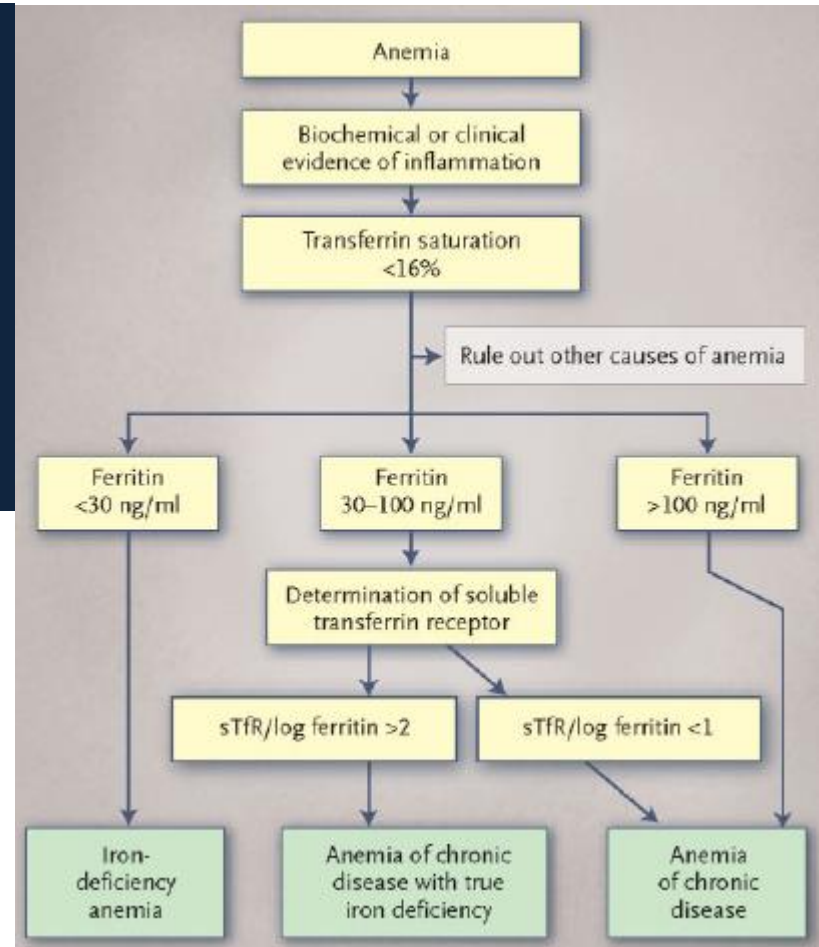 Anemia
Biochemical or clinical
evidence of inflammation
Transferrin saturation
<16%
Rule out other causes of anemia
Ferritin
<30 ng/ml
Ferritin
30–100 ng/ml
Ferritin
>100 ng/ml
Determination of soluble
transferrin receptor
sTfR/log ferritin >2
sTfR/log ferritin <1
Iron-
deficiency
anemia
Anemia of chronic
disease with true
iron deficiency
Anemia
of chronic
disease